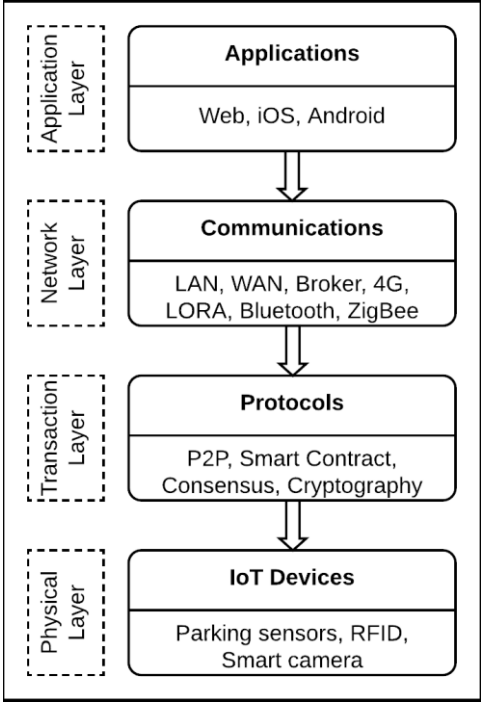 Application
Layer
Applications
Web, iOS, Android
Network
Layer
Communications
LAN, WAN, Broker, 4G,
LORA, Bluetooth, ZigBee
Transaction
Layer
Protocols
P2P, Smart Contract,
Consensus, Cryptography
Physical
Layer
IoT Devices
Parking sensors, RFID,
Smart camera